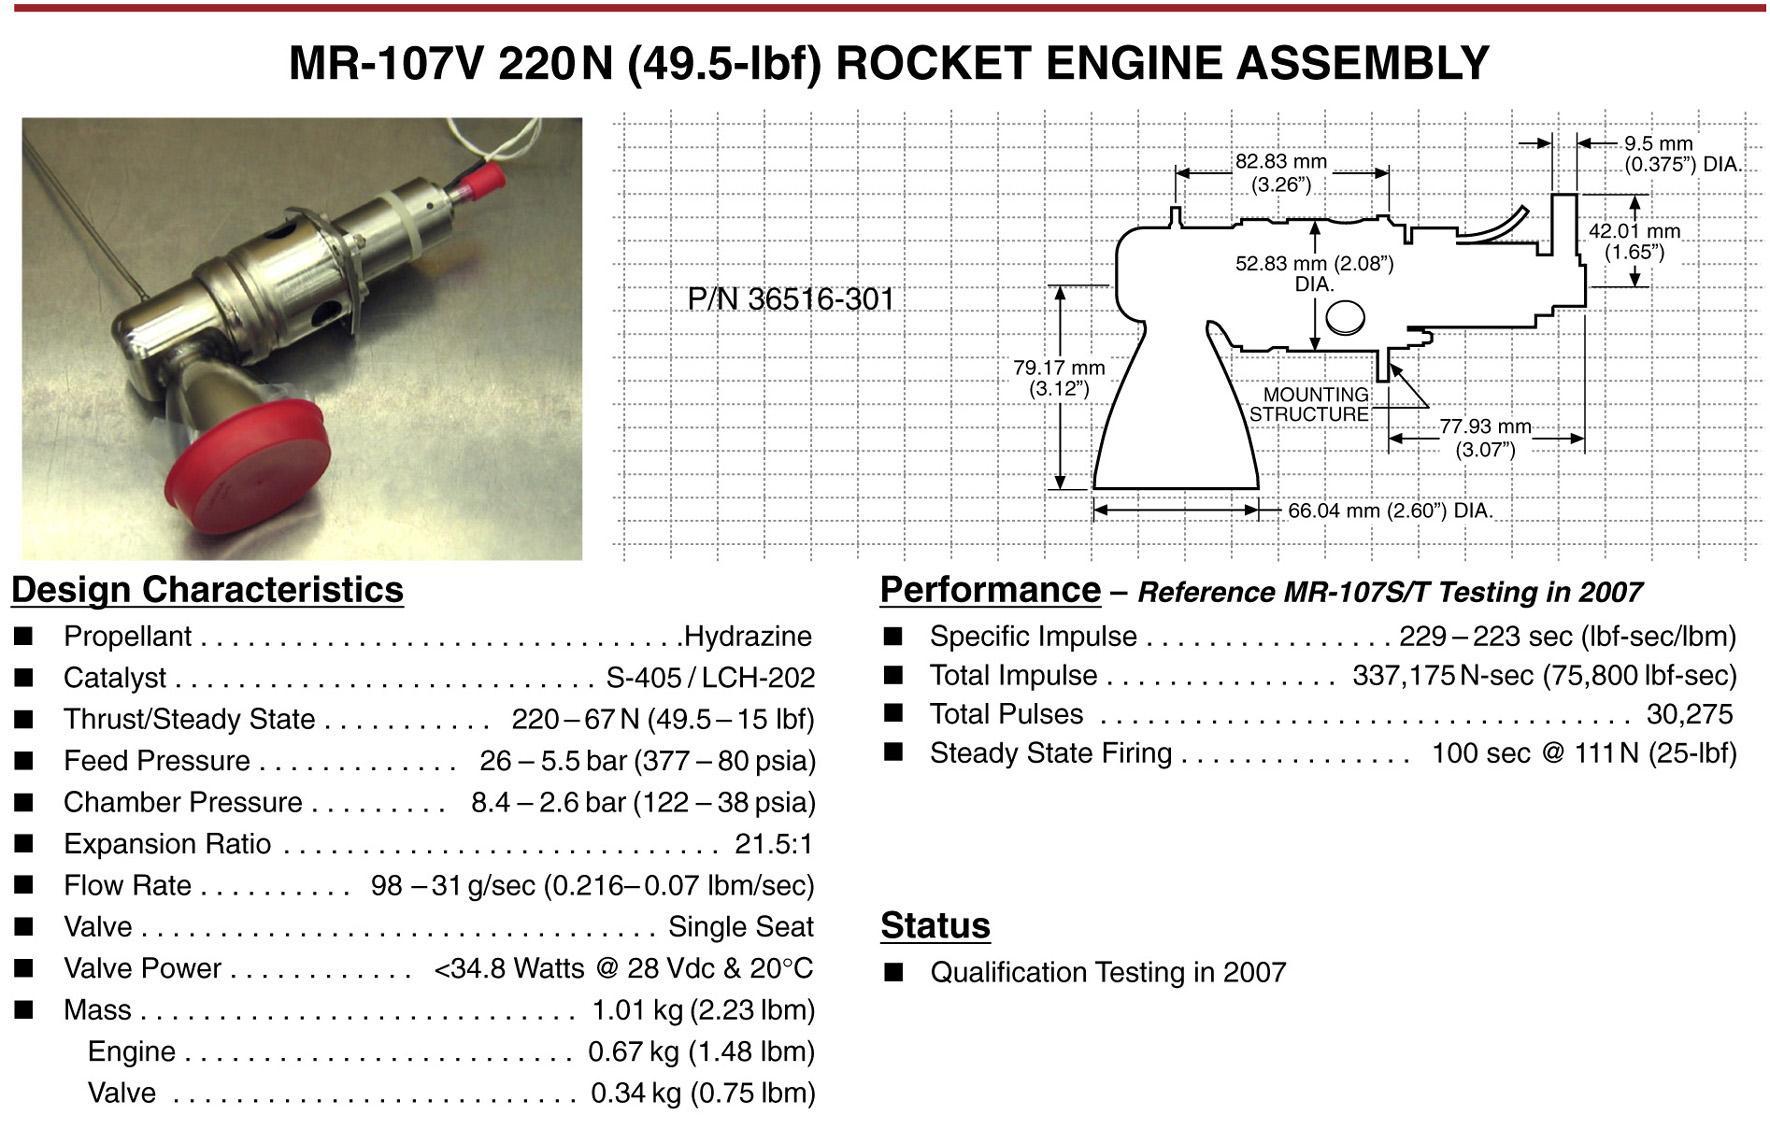 MR-107V 220N (49.5-lbf) ROCKET ENGINE ASSEMBLY
P/N 36516-301
82.83 mm
(3.26”)
9.5 mm
(0.375”) DIA.
42.01 mm
(1.65”)
52.83 mm (2.08”)
DIA.
79.17 mm
(3.12”)
MOUNTING
STRUCTURE
77.93 mm
(3.07”)
66.04 mm (2.60”) DIA.
Design Characteristics
■ Propellant . . . . . . . . . . . . . . . . . . . . . . . . . . . . . . .Hydrazine
■ Catalyst . . . . . . . . . . . . . . . . . . . . . . . . . . . S-405 / LCH-202
■ Thrust/Steady State . . . . . . . . . . . 220–67N (49.5–15 lbf)
■ Feed Pressure . . . . . . . . . . . . . 26 – 5.5 bar (377 – 80 psia)
■ Chamber Pressure . . . . . . . . . 8.4 – 2.6 bar (122 – 38 psia)
■ Expansion Ratio . . . . . . . . . . . . . . . . . . . . . . . . . . . . 21.5:1
■ Flow Rate . . . . . . . . . . 98 –31 g/sec (0.216–0.07 lbm/sec)
■ Valve . . . . . . . . . . . . . . . . . . . . . . . . . . . . . . . . . Single Seat
■ Valve Power . . . . . . . . . . . . <34.8 Watts @ 28 Vdc & 20°C
■ Mass . . . . . . . . . . . . . . . . . . . . . . . . . . . . 1.01 kg (2.23 lbm)
Engine . . . . . . . . . . . . . . . . . . . . . . . . . 0.67 kg (1.48 lbm)
Valve . . . . . . . . . . . . . . . . . . . . . . . . . . 0.34 kg (0.75 lbm)
Performance – Reference MR-107S/T Testing in 2007
■ Specific Impulse . . . . . . . . . . . . . . . . 229 – 223 sec (lbf-sec/lbm)
■ Total Impulse . . . . . . . . . . . . . . . 337,175 N-sec (75,800 lbf-sec)
■ Total Pulses . . . . . . . . . . . . . . . . . . . . . . . . . . . . . . . . . . 30,275
■ Steady State Firing . . . . . . . . . . . . . . . 100 sec @ 111N (25-lbf)
Status
■ Qualification Testing in 2007